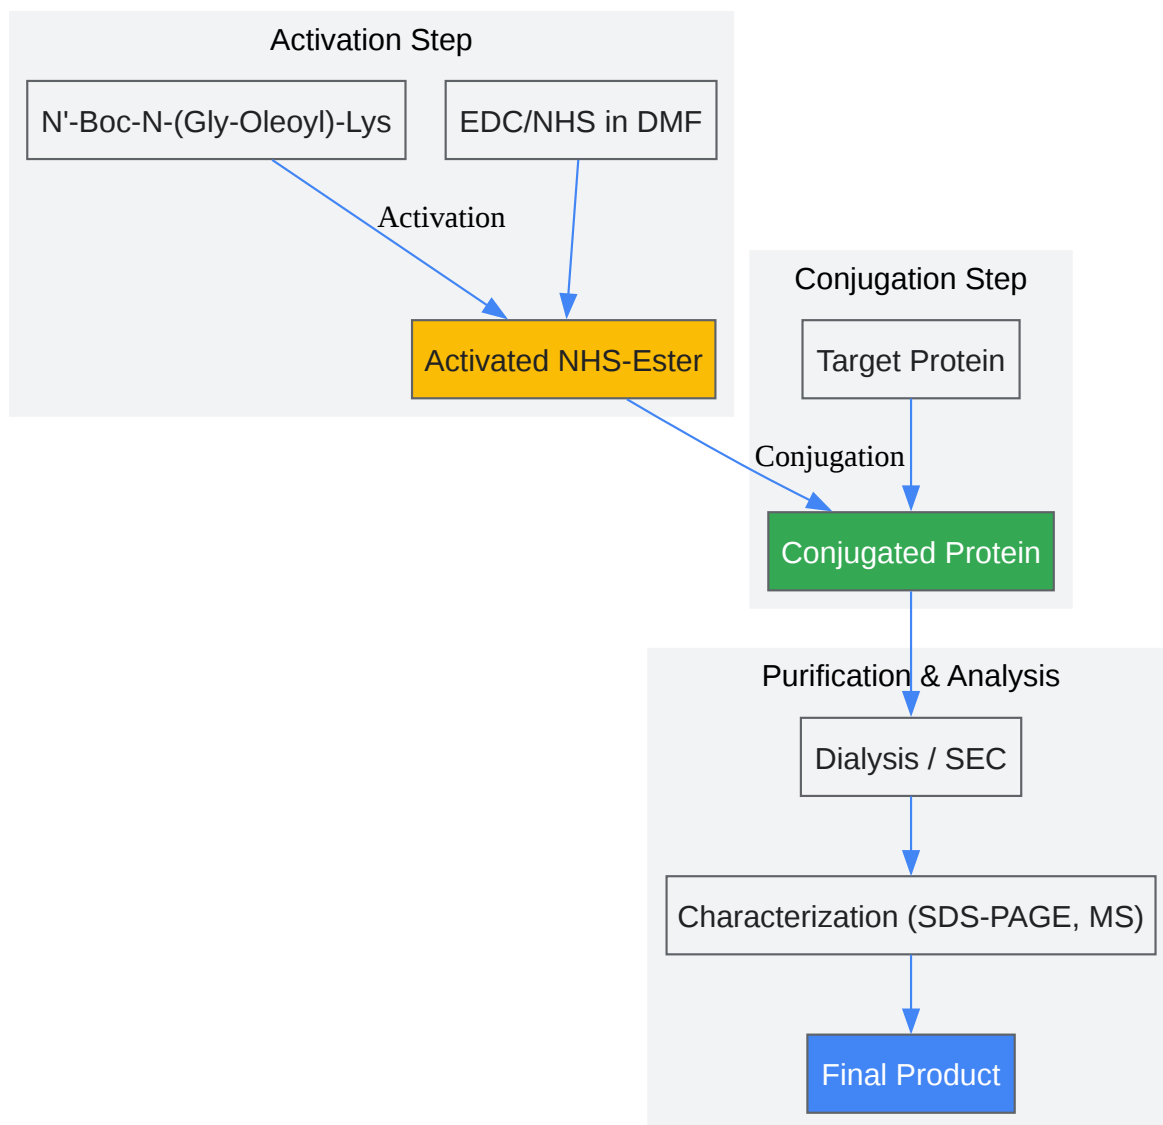 Activation Step
N'-Boc-N-(Gly-Oleoyl)-Lys
EDC/NHS in DMF
Activation
Activated NHS-Ester
Conjugation Step
Target Protein
Conjugation
Conjugated Protein
Purification & Analysis
Dialysis / SEC
Characterization (SDS-PAGE, MS)
Final Product